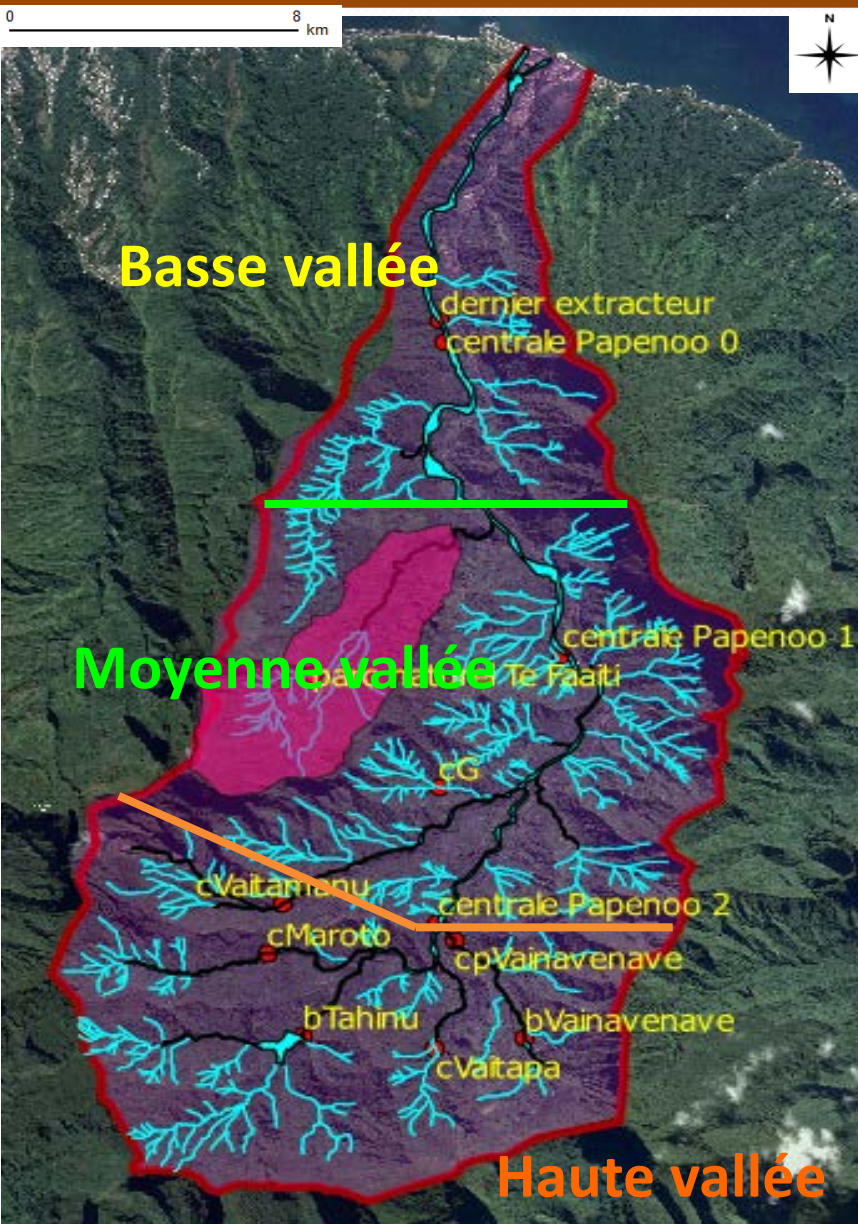 0 8 km
N
Basse vallée
dernier extracteur
centrale Papenoo 0
centrale Papenoo 1
Moyenne vallée
Te Faaiti
cG
cVaitamanu
centrale Papenoo 2
cMaroto
cpVainavenave
bTahinu
bVainavenave
cVaitapa
Haute vallée